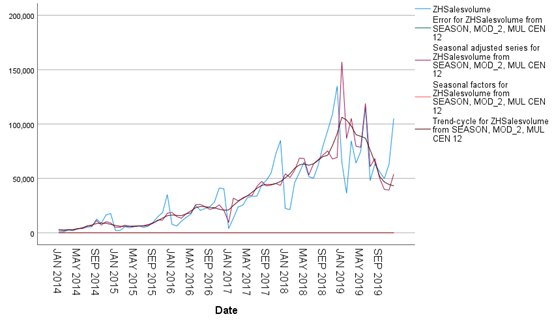 200,000
150,000
100,000
50,000
0
JAN 2014
MAY 2014
SEP 2014
JAN 2015
MAY 2015
SEP 2015
JAN 2016
MAY 2016
SEP 2016
JAN 2017
MAY 2017
SEP 2017
JAN 2018
MAY 2018
SEP 2018
JAN 2019
MAY 2019
SEP 2019
Date
ZHSalesvolume
Error for ZHSalesvolume from
SEASON, MOD_2, MUL CEN
12
Seasonal adjusted series for
ZHSalesvolume from
SEASON, MOD_2, MUL CEN
12
Seasonal factors for
ZHSalesvolume from
SEASON, MOD_2, MUL CEN
12
Trend-cycle for ZHSalesvolume
from SEASON, MOD_2, MUL
CEN 12